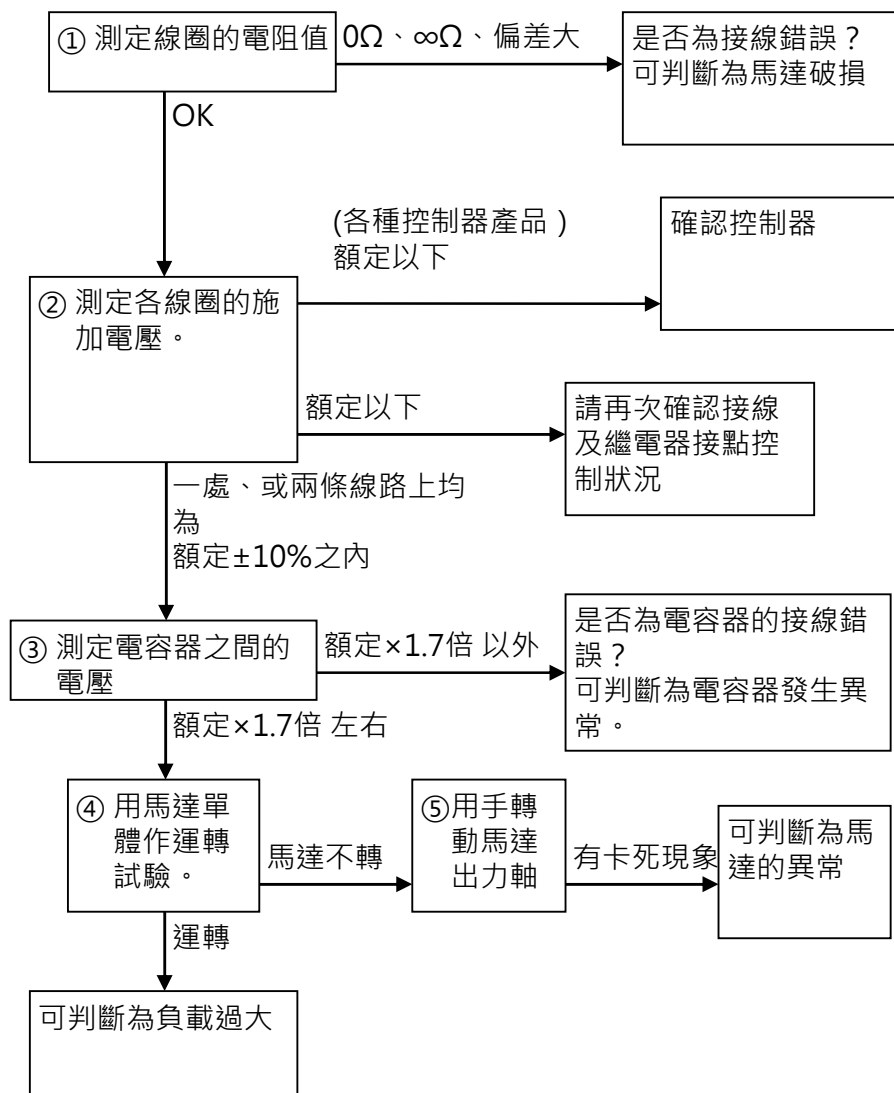 ① 測定線圈的電阻值
0Ω、∞Ω、偏差大
是否為接線錯誤？
可判斷為馬達破損
OK
(各種控制器產品 )
額定以下
確認控制器
② 測定各線圈的施
加電壓。
額定以下
請再次確認接線
及繼電器接點控
制狀況
一處、或兩條線路上均
為
額定±10%之內
③ 測定電容器之間的
電壓
額定×1.7倍 以外
是否為電容器的接線錯
誤？
可判斷為電容器發生異
常。
額定×1.7倍 左右
④ 用馬達單
體作運轉
試驗。
馬達不轉
⑤用手轉
動馬達
出力軸
有卡死現象
可判斷為馬
達的異常
運轉
可判斷為負載過大